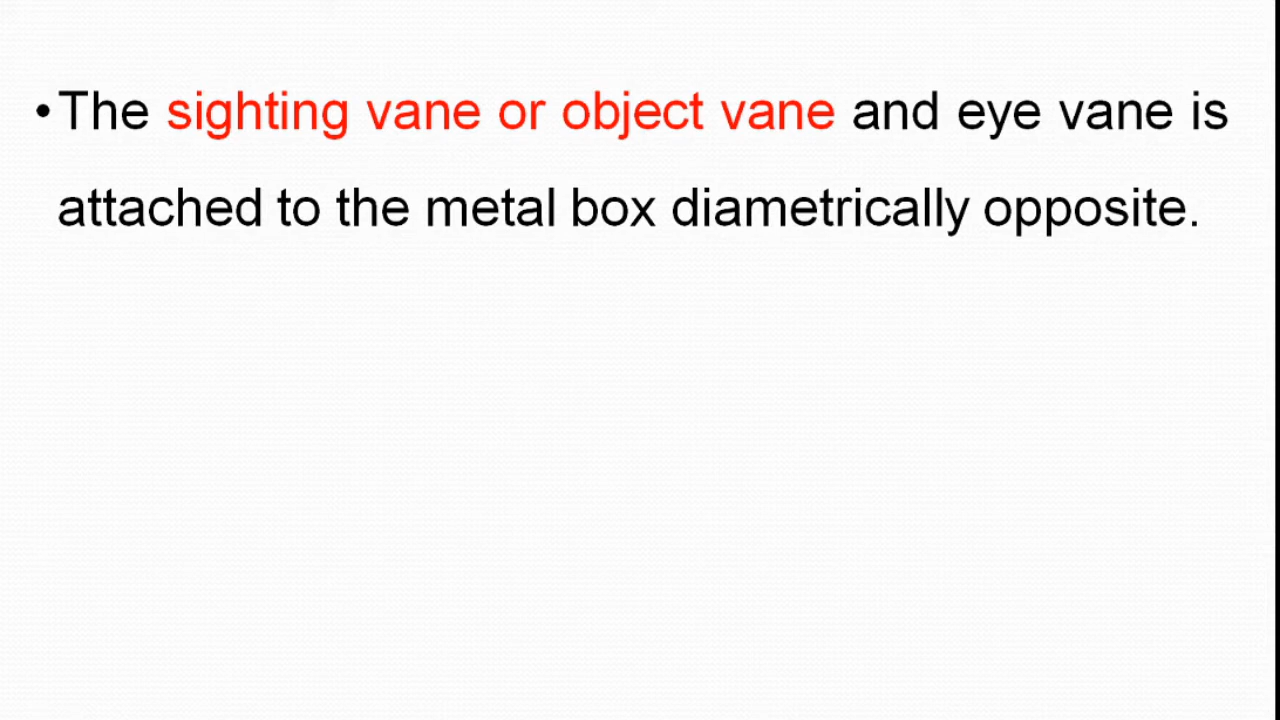 •The sighting vane or object vane and eye vane is
attached to the metal box diametrically opposite.